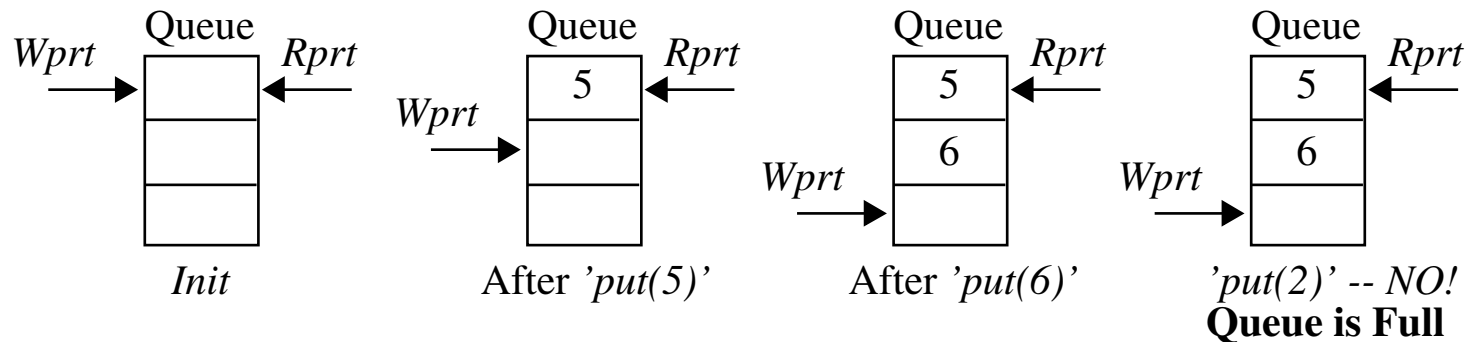 Queue Queue Queue Queue
Wprt Rprt Rprt Rprt Rprt
5 5 5
Wprt
6 6
Wprt Wprt
Init After 'put(5)' After 'put(6)' 'put(2)' -- NO!
Queue is Full